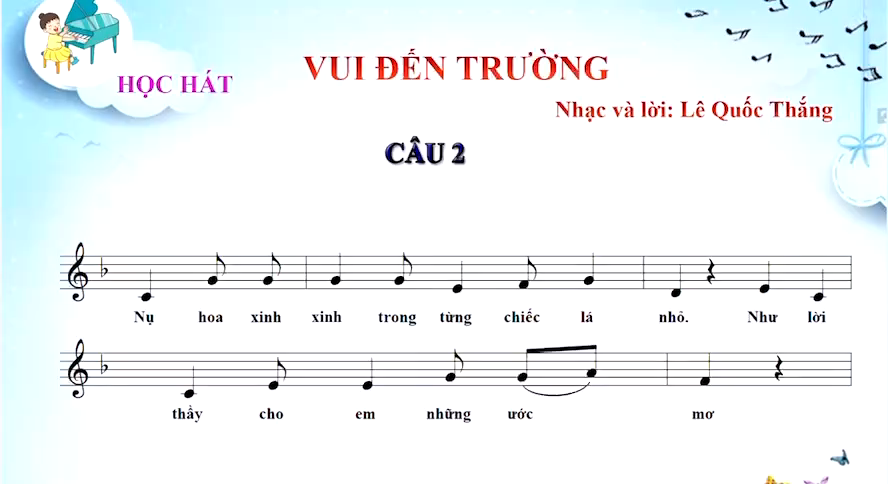 HỌC HÁT
VUI ĐẾN TRƯỜNG
Nhạc và lời: Lê Quốc Thắng
CÂU 2
Nụ hoa xinh xinh trong từng chiếc lá nhỏ. Như lời
thầy cho em những ước mơ